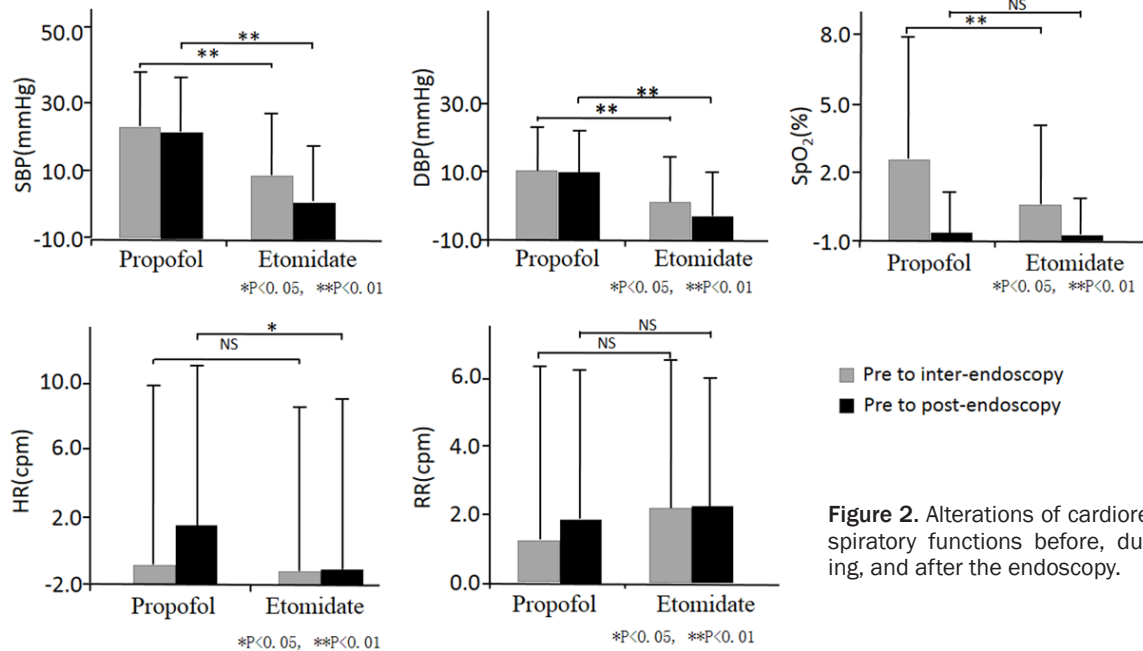 50.0
30.0
10.0
-10.0
SBP(mmHg)
**
**
Propofol Etomidate
*P<0.05, **P<0.01
30.0
10.0
-10.0
DBP(mmHg)
**
**
Propofol Etomidate
*P<0.05, **P<0.01
8.0
5.0
2.0
-1.0
SpO2(%)
NS
**
Propofol Etomidate
*P<0.05, **P<0.01
10.0
6.0
2.0
-2.0
HR(cpm)
*
NS
Propofol Etomidate
*P<0.05, **P<0.01
6.0
4.0
2.0
0.0
RR(cpm)
NS
NS
Propofol Etomidate
*P<0.05, **P<0.01
Pre to inter-endoscopy
Pre to post-endoscopy
Figure 2. Alterations of cardiore-
spiratory functions before, dur-
ing, and after the endoscopy.